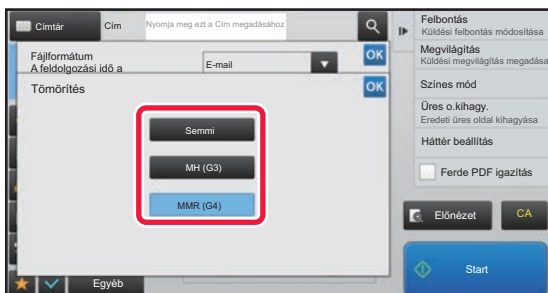 Címtár
Cím
Nyomja meg ezt a Cím megadásához
Fájlformátum
A feldolgozási idő a
E-mail
OK
Tömörítés
OK
Semmi
MH (G3)
MMR (G4)
Egyéb
Felbontás
Küldési felbontás módosítása
Megvilágítás
Küldési megvilágítás megadása
Színes mód
Üres o.kihagy.
Eredeti üres oldal kihagyása
Háttér beállítás
Ferde PDF igazítás
Előnézet
CA
Start